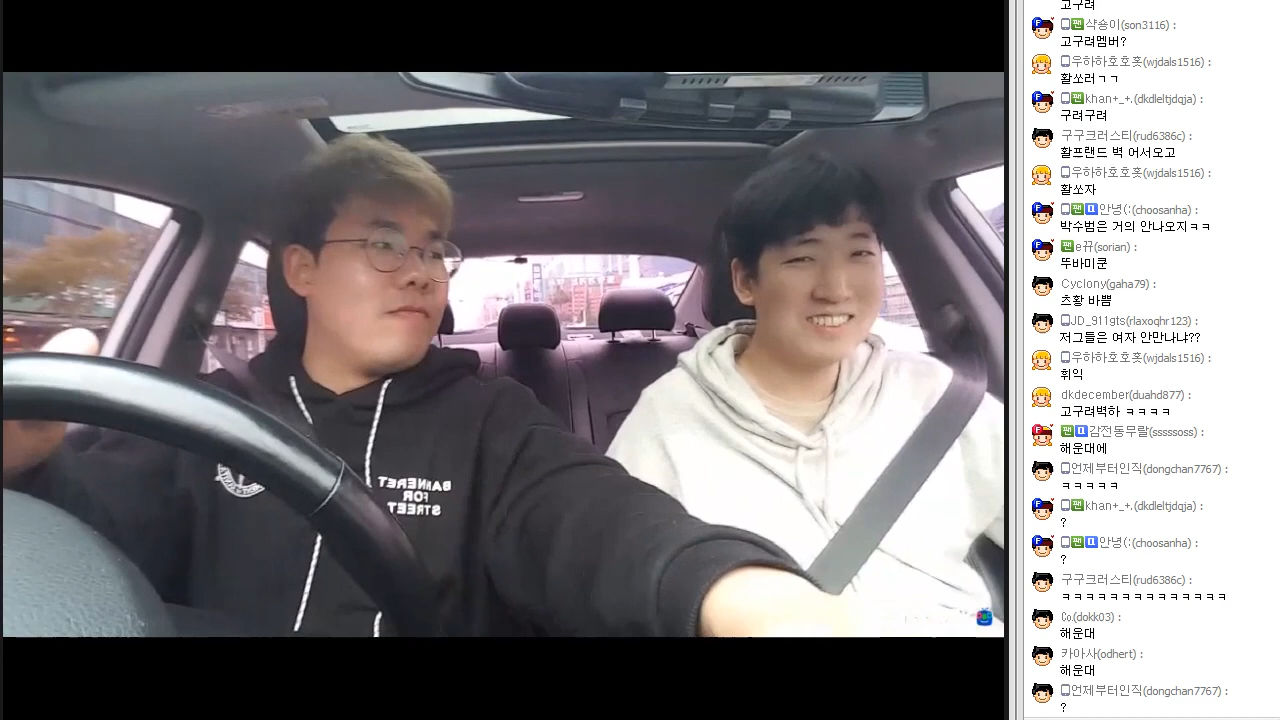 BANNERET
FOR
STREET
고구려
팬 샥숑이(son3116) :
고구려멤버?
우하하호호홋(wjdals1516) :
활쏘러ㄱㄱ
팬 khan+_+.(dkdleltjdqja) :
구려구려
구구크러스티(rud6386c) :
활프랜드 벽 어서오고
우하하호호홋(wjdals1516) :
활쏘자
팬 안녕(:(choosanha) :
박수범은 거의 안나오지ㅋㅋ
팬 e뀨(sorian) :
뚜바미쿤
Cyclony(gaha79) :
츠황 바쁨
JD_911gts(rlaxoqhr123) :
저그들은 여자 안만나냐??
우하하호호홋(wjdals1516) :
휘익
dkdecember(duahd877) :
고구려벽하 ㅋㅋㅋㅋ
팬 감전동무랄(sssssoss) :
해운대에
언제부터인직(dongchan7767) :
ㅋㅋㅋㅋㅋ
팬 khan+_+.(dkdleltjdqja) :
?
팬 안녕(:(choosanha) :
?
구구크러스티(rud6386c) :
ㅋㅋㅋㅋㅋㅋㅋㅋㅋㅋㅋㅋㅋㅋ
(dokk03) :
해운대
카아사(odhert) :
해운대
언제부터인직(dongchan7767) :
?